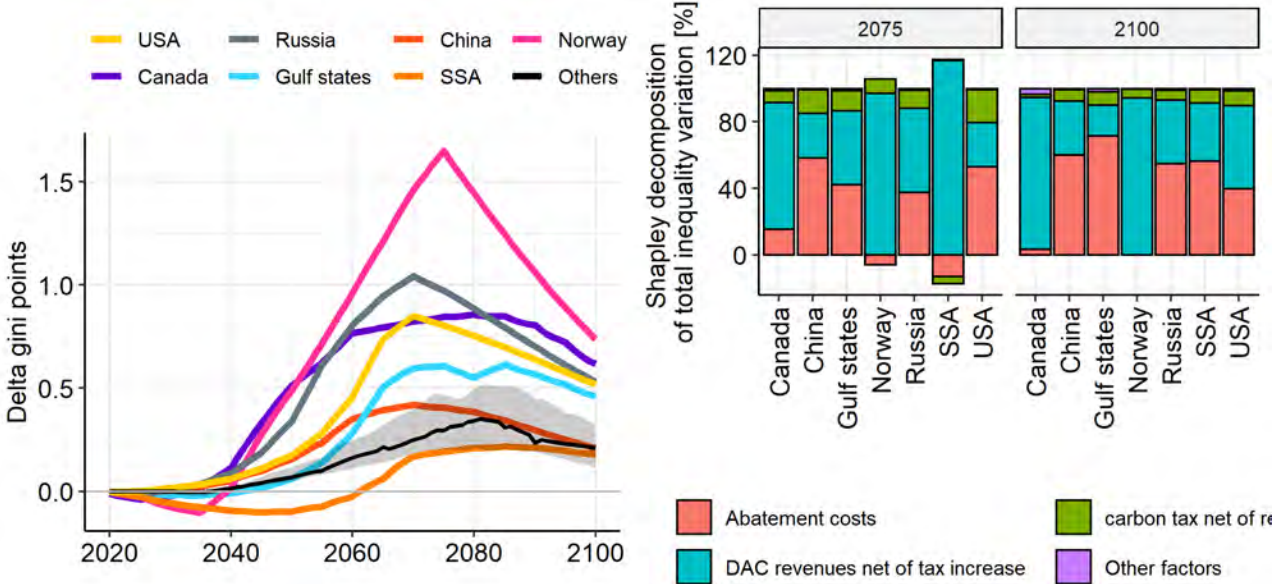 USA Russia China Norway
Canada Gulf states SSA Others
Delta gini points
1.5
1.0
0.5
0.0
2020 2040 2060 2080 2100
Shapley decomposition
of total inequality variation [%]
2075 2100
120
80
40
0
Canada China Gulf states Norway Russia SSA USA
Canada China Gulf states Norway Russia SSA USA
Abatement costs carbon tax net of re
DAC revenues net of tax increase Other factors